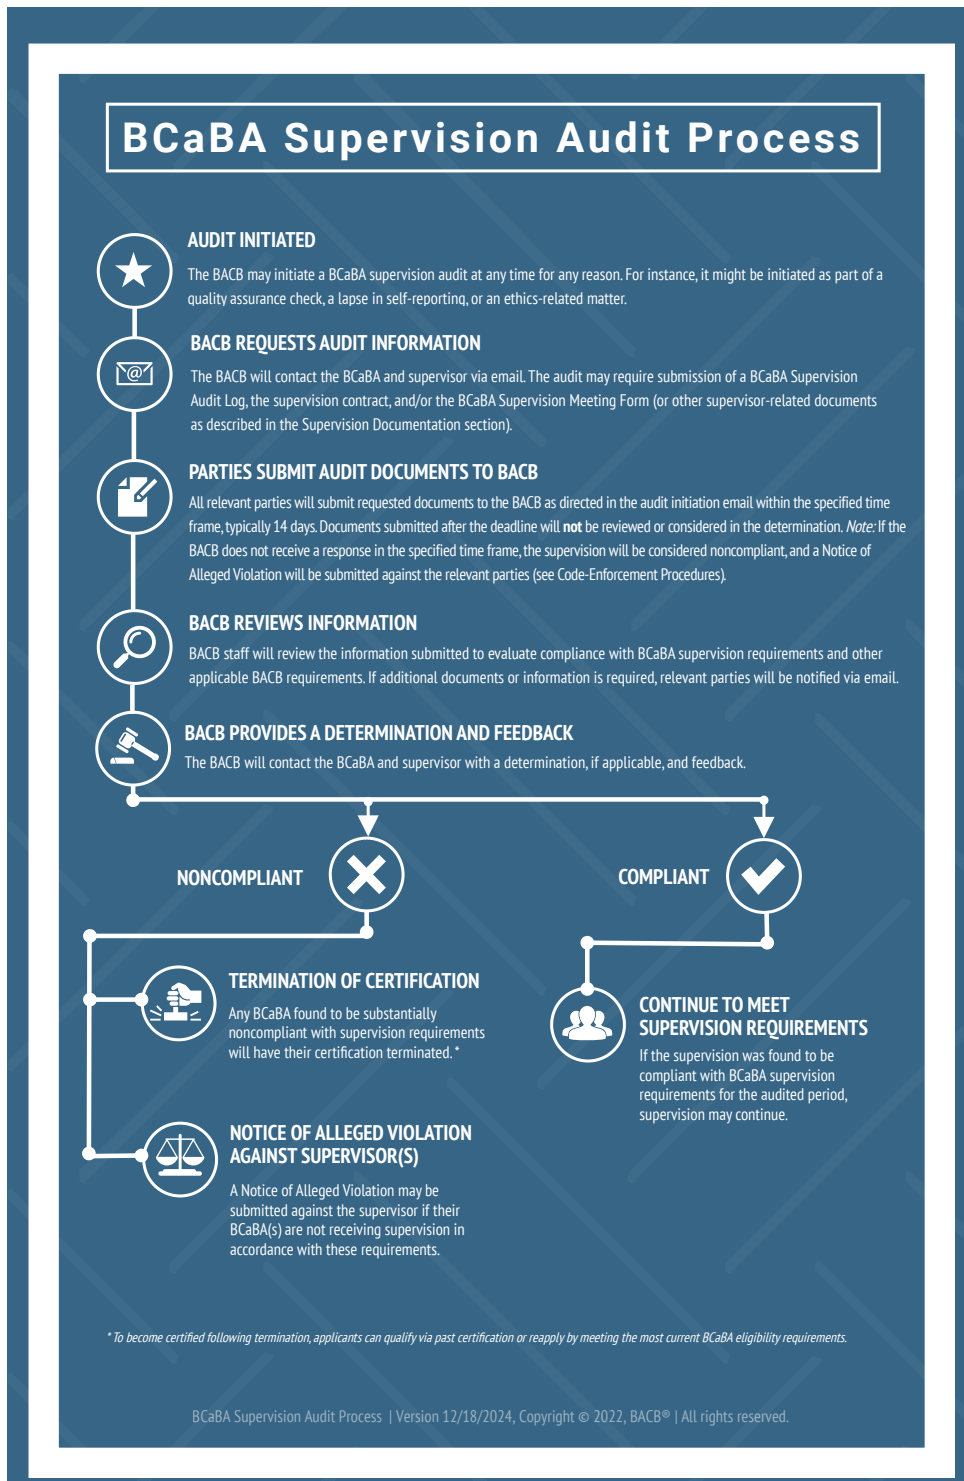 BCaBA Supervision Audit Process
AUDIT INITIATED
The BACB may initiate a BCaBA supervision audit at any time for any reason. For instance, it might be initiated as part of a
quality assurance check, a lapse in self-reporting, or an ethics-related matter.
BACB REQUESTS AUDIT INFORMATION
@
The BACB will contact the BCaBA and supervisor via email. The audit may require submission of a BCaBA Supervision
Audit Log, the supervision contract, and/or the BCaBA Supervision Meeting Form (or other supervisor-related documents
as described in the Supervision Documentation section).
PARTIES SUBMIT AUDIT DOCUMENTS TO BACB
All relevant parties will submit requested documents to the BACB as directed in the audit initiation email within the specified time
frame, typically 14 days. Documents submitted after the deadline will not be reviewed or considered in the determination. Note: If the
BACB does not receive a response in the specified time frame, the supervision will be considered noncompliant, and a Notice of
Alleged Violation will be submitted against the relevant parties (see Code-Enforcement Procedures).
BACB REVIEWS INFORMATION
BACB staff will review the information submitted to evaluate compliance with BCaBA supervision requirements and other
applicable BACB requirements. If additional documents or information is required, relevant parties will be notified via email.
BACB PROVIDES A DETERMINATION AND FEEDBACK
The BACB will contact the BCaBA and supervisor with a determination, if applicable, and feedback.
NONCOMPLIANT
COMPLIANT
TERMINATION OF CERTIFICATION
Any BCaBA found to be substantially
noncompliant with supervision requirements
will have their certification terminated. *
CONTINUE TO MEET
SUPERVISION REQUIREMENTS
If the supervision was found to be
compliant with BCaBA supervision
requirements for the audited period,
supervision may continue.
NOTICE OF ALLEGED VIOLATION
AGAINST SUPERVISOR(S)
A Notice of Alleged Violation may be
submitted against the supervisor if their
BCaBA(s) are not receiving supervision in
accordance with these requirements.
* To become certified following termination, applicants can qualify via past certification or reapply by meeting the most current BCaBA eligibility requirements.
BCaBA Supervision Audit Process | Version 12/18/2024, Copyright © 2022, BACB® | All rights reserved.